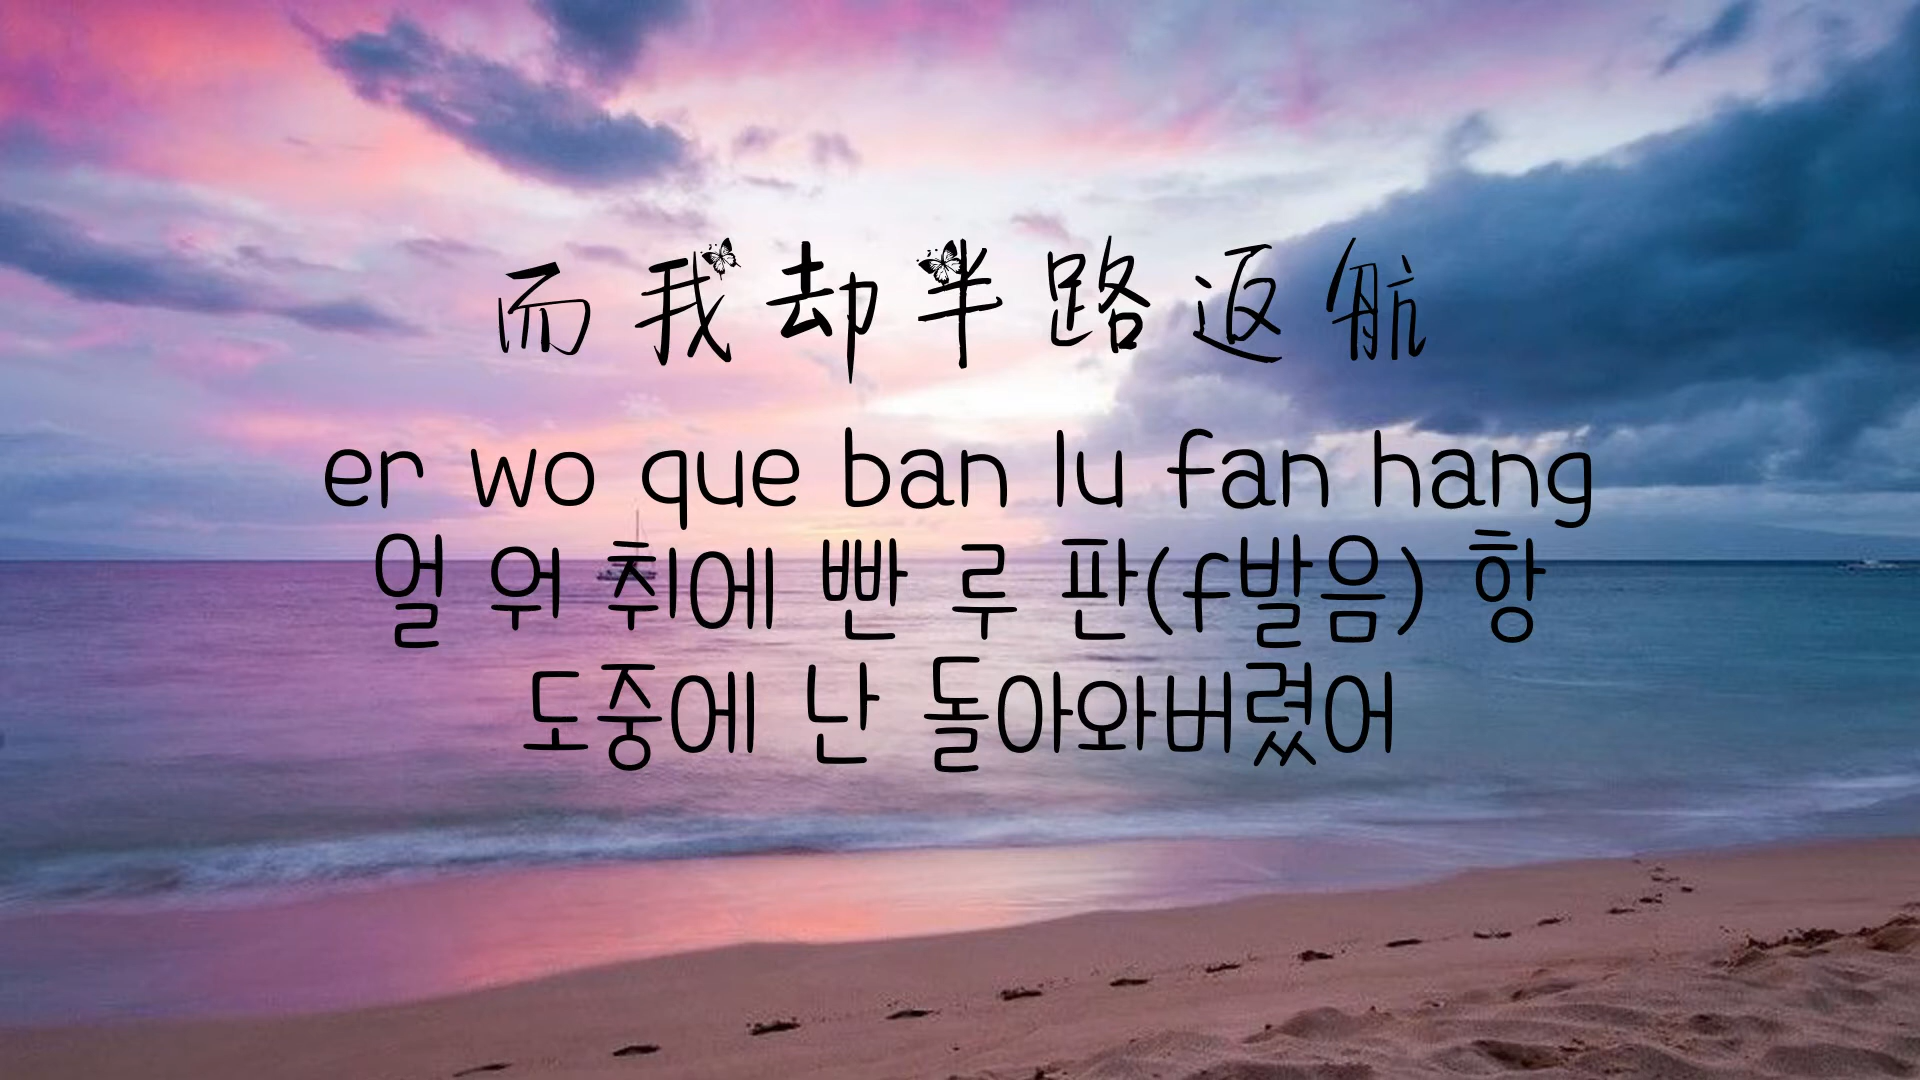 而我却半路返航
er wo que ban lu fan hang
얼 워 취에 빤 루 판(f발음) 항
도중에 난 돌아와버렸어